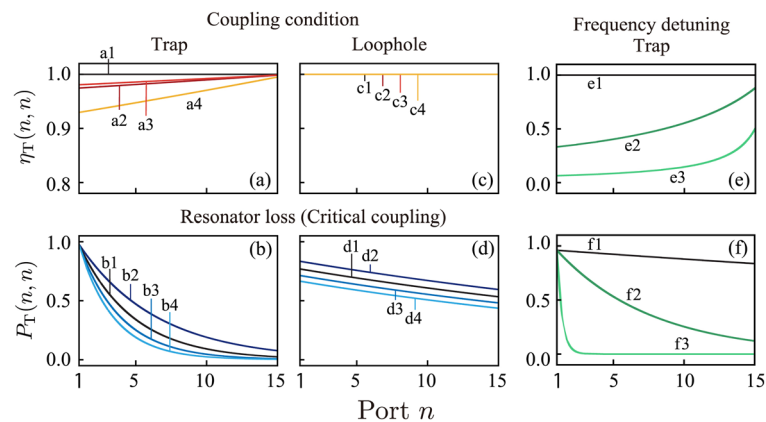 Coupling condition
Trap
Loophole
Frequency detuning
Trap
η_T(n, n)
1.0
0.9
0.8
a1
a2
a3
a4
(a)
c1
c2
c3
c4
(c)
1.0
0.5
0.0
e1
e2
e3
(e)
Resonator loss (Critical coupling)
P_T(n, n)
1.0
0.5
0.0
b1
b2
b3
b4
(b)
d1
d2
d3
d4
(d)
1.0
0.5
0.0
f1
f2
f3
(f)
1 5 10 15
1 5 10 15
1 5 10 15
Port n